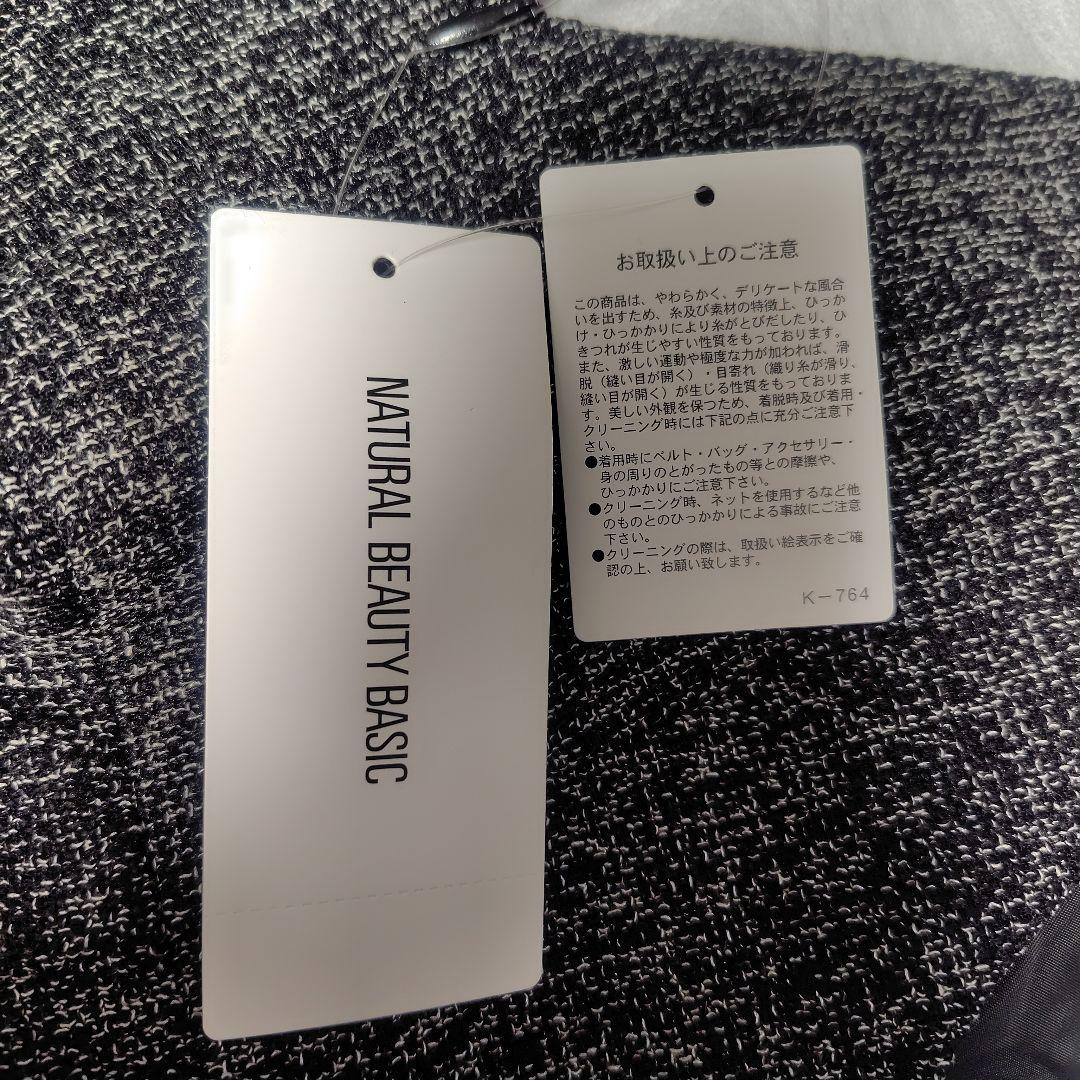 NATURAL BEAUTY BASIC
お取扱い上のご注意
この商品は、やわらかく、デリケートな風合
いを出すため、糸及び素材の特徴上、ひっか
け・ひっかかりにより糸がとびだしたり、ひ
きつれが生じやすい性質をもっております。
また、激しい運動や極度な力が加われば、滑
脱（縫い目が開く）・目寄れ（織り糸が滑り、
縫い目が開く）が生じる性質をもっておりま
す。美しい外観を保つため、着脱時及び着用・
クリーニング時には下記の点に充分ご注意下
さい。
●着用時にベルト・バッグ・アクセサリー・
身の周りのとがったもの等との摩擦や、
ひっかかりにご注意下さい。
●クリーニング時、ネットを使用するなど他
のものとのひっかかりによる事故にご注意
下さい。
●クリーニングの際は、取扱い絵表示をご確
認の上、お願い致します。
K－764